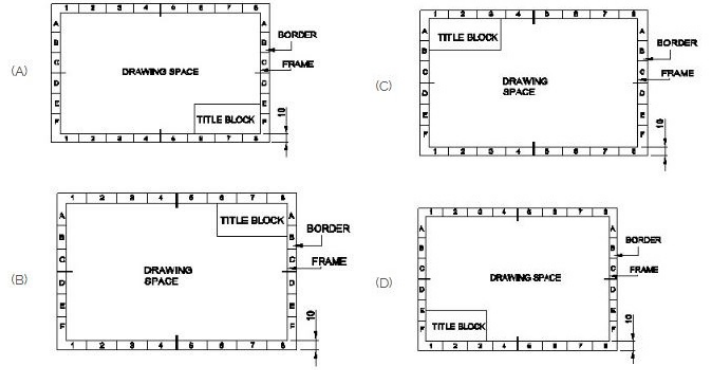 (A)
1 2 3 4 5 6 7 8
A A
B B
BORDER
C C
DRAWING SPACE
FRAME
D D
E E
F F
TITLE BLOCK
10
1 2 3 4 5 6 7 8
(B)
1 2 3 4 5 6 7 8
A A
TITLE BLOCK
B B
BORDER
C C
FRAME
DRAWING
SPACE
D D
E E
F F
10
1 2 3 4 5 6 7 8
(C)
1 2 3 4 5 6 7 8
A A
TITLE BLOCK
B B
BORDER
C C
FRAME
DRAWING
SPACE
D D
E E
F F
10
1 2 3 4 5 6 7 8
(D)
1 2 3 4 5 6 7 8
A A
B B
BORDER
C C
FRAME
DRAWING SPACE
D D
E E
F F
TITLE BLOCK
10
1 2 3 4 5 6 7 8